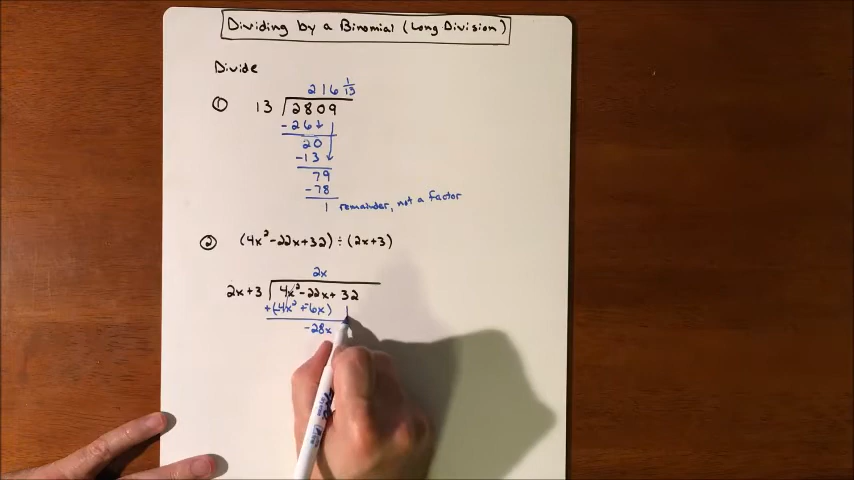 Dividing by a Binomial (Long Division)
Divide
① 13 2809
216 1/13
-26
20
-13
79
-78
1 remainder, not a factor
② (4x²-22x+32) ÷ (2x+3)
2x
2x+3 4x²-22x+32
+(-4x²+-6x)
-28x